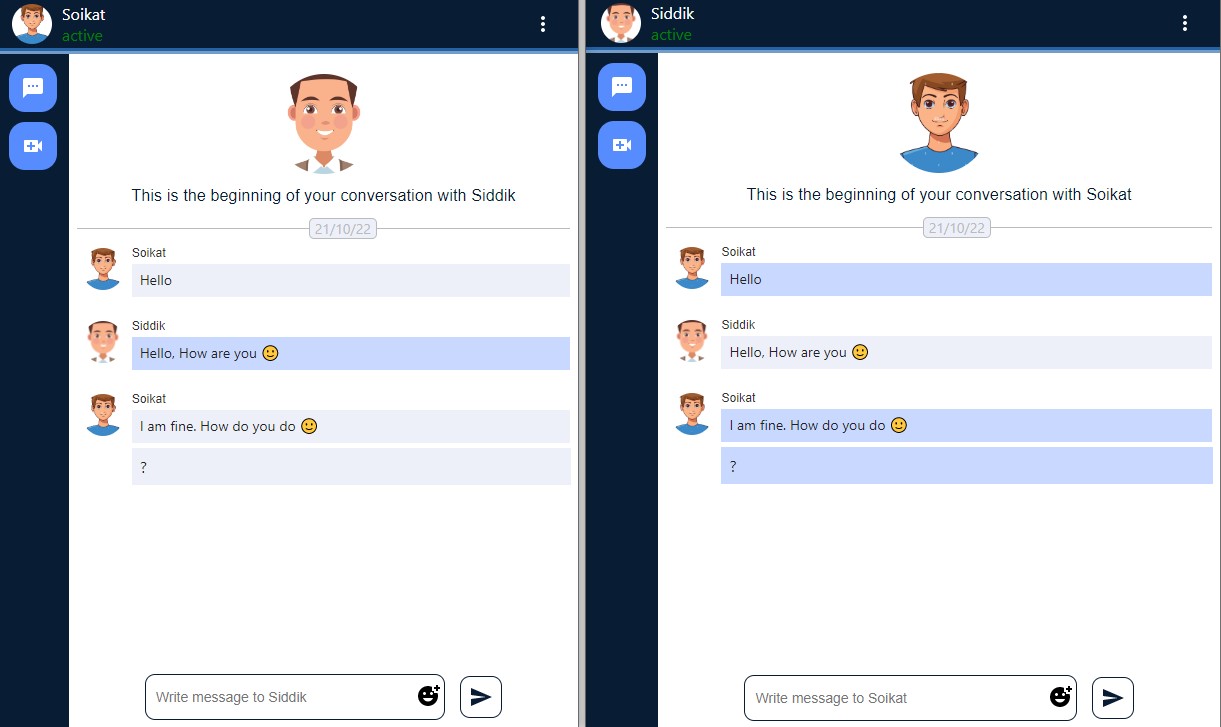 Soikat
active
This is the beginning of your conversation with Siddik
21/10/22
Soikat
Hello
Siddik
Hello, How are you 🙂
Soikat
I am fine. How do you do 🙂
?
Write message to Siddik
Siddik
active
This is the beginning of your conversation with Soikat
21/10/22
Soikat
Hello
Siddik
Hello, How are you 🙂
Soikat
I am fine. How do you do 🙂
?
Write message to Soikat